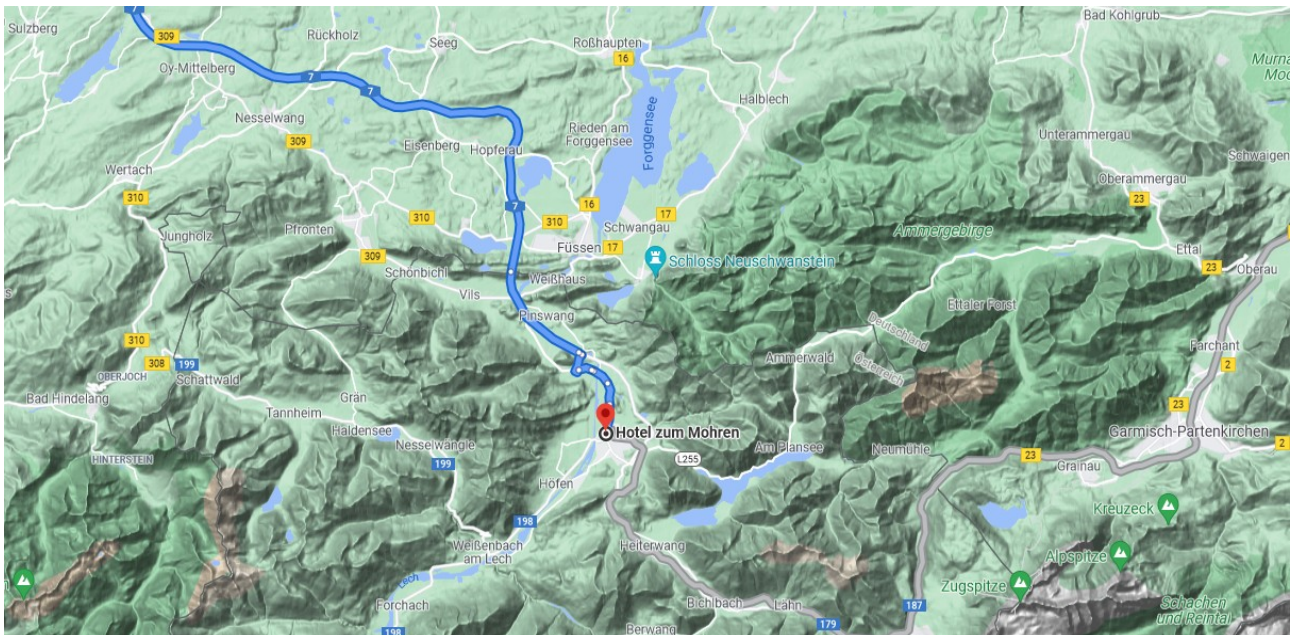 7
Sulzberg
309
Rückholz
Seeg
Roßhaupten
16
Bad Kohlgrub
Oy-Mittelberg
7
7
Halblech
Nesselwang
309
Rieden am
Forggensee
Forggensee
Unterammergau
Eisenberg
Hopferau
Wertach
Schwaigen
Oberammergau
310
7
310
16
310
17
23
Jungholz
Pfronten
Schwangau
Ammergebirge
Füssen
17
309
Schloss Neuschwanstein
Ettal
23
Oberau
Schönbichl
Weißhaus
Vils
Ettaler Forst
Pinswang
Deutschland
310
308
199
Ammerwald
Österreich
Farchant
2
OBERJOCH
Schattwald
Bad Hindelang
Grän
Tannheim
23
Haldensee
Hotel zum Mohren
Garmisch-Partenkirchen
2
Nesselwängle
Am Plansee
Neumühle
HINTERSTEIN
199
L255
23
Grainau
Höfen
198
Kreuzeck
Weißenbach
am Lech
Heiterwang
Alpspitze
Lech
Zugspitze
Forchach
Bichlbach
Lähn
187
Schachen
und Reintal
198
Berwang
179